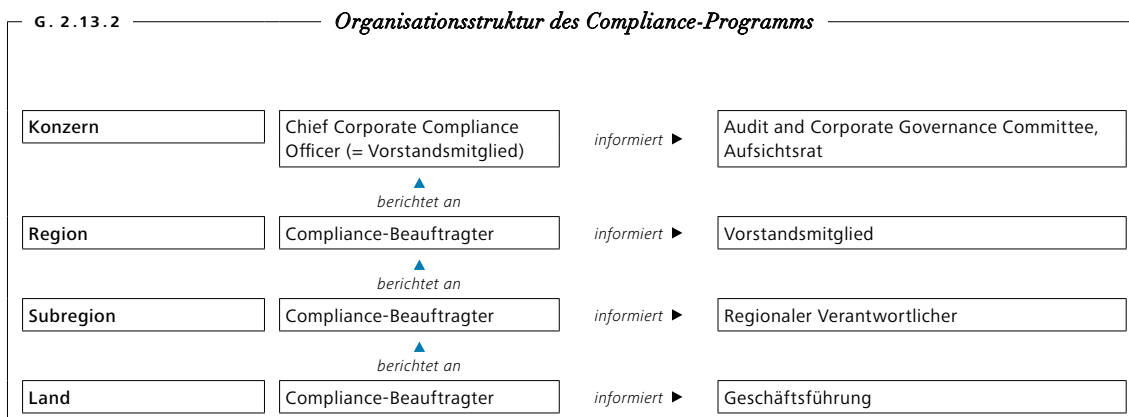 G. 2.13.2 Organisationsstruktur des Compliance-Programms
Konzern
Chief Corporate Compliance
Officer (= Vorstandsmitglied)
informiert ►
Audit and Corporate Governance Committee,
Aufsichtsrat
▲
berichtet an
Region
Compliance-Beauftragter
informiert ►
Vorstandsmitglied
▲
berichtet an
Subregion
Compliance-Beauftragter
informiert ►
Regionaler Verantwortlicher
▲
berichtet an
Land
Compliance-Beauftragter
informiert ►
Geschäftsführung